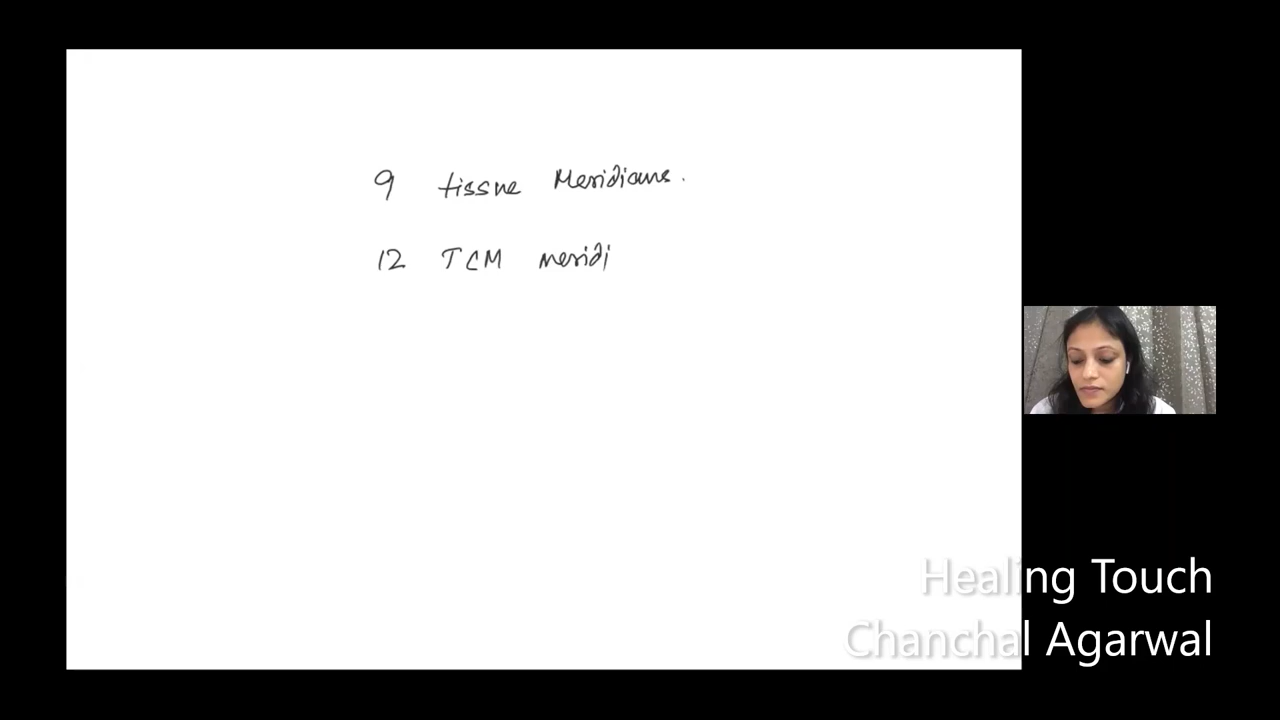 9 tissue Meridians.
12 TCM meridi
Healing Touch
Chanchal Agarwal